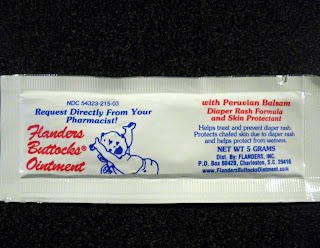 NDC 54323-215-03
Request Directly From Your
Pharmacist!
Flanders
Buttocks®
Ointment
with Peruvian Balsam
Diaper Rash Formula
and Skin Protectant
Helps treat and prevent diaper rash.
Protects chafed skin due to diaper rash
and helps protect from wetness.
NET WT 5 GRAMS
Dist. By: FLANDERS, INC.
P.O. Box 80429, Charleston, S.C. 29416
www.FlandersButtocksOintment.com